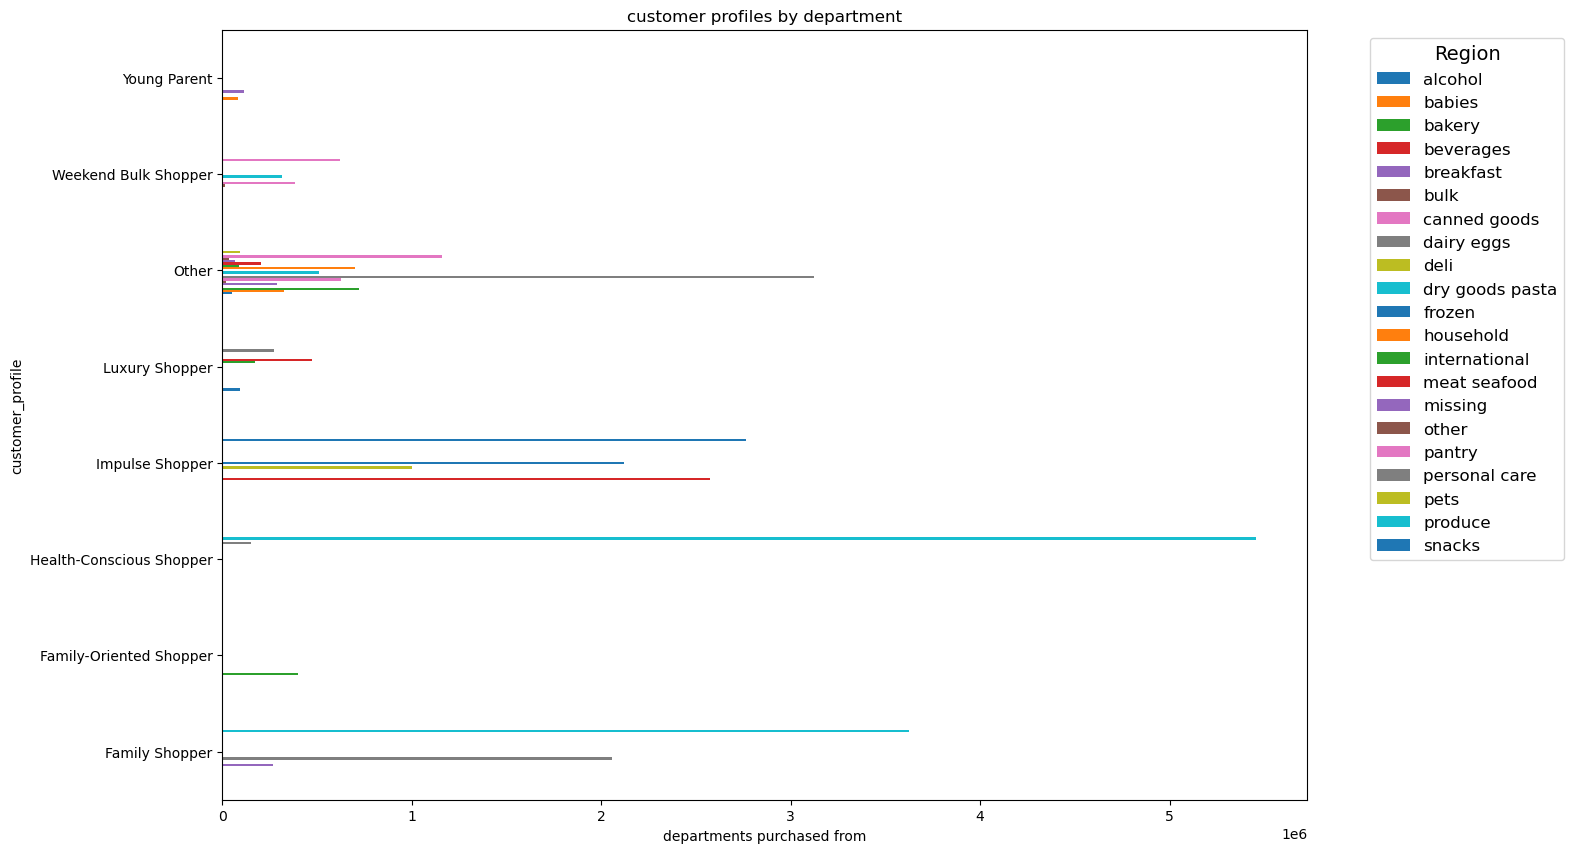 customer profiles by department
Young Parent
Weekend Bulk Shopper
Other
Luxury Shopper
Impulse Shopper
Health-Conscious Shopper
Family-Oriented Shopper
Family Shopper
customer_profile
0 1 2 3 4 5
1e6
departments purchased from
Region
alcohol
babies
bakery
beverages
breakfast
bulk
canned goods
dairy eggs
deli
dry goods pasta
frozen
household
international
meat seafood
missing
other
pantry
personal care
pets
produce
snacks